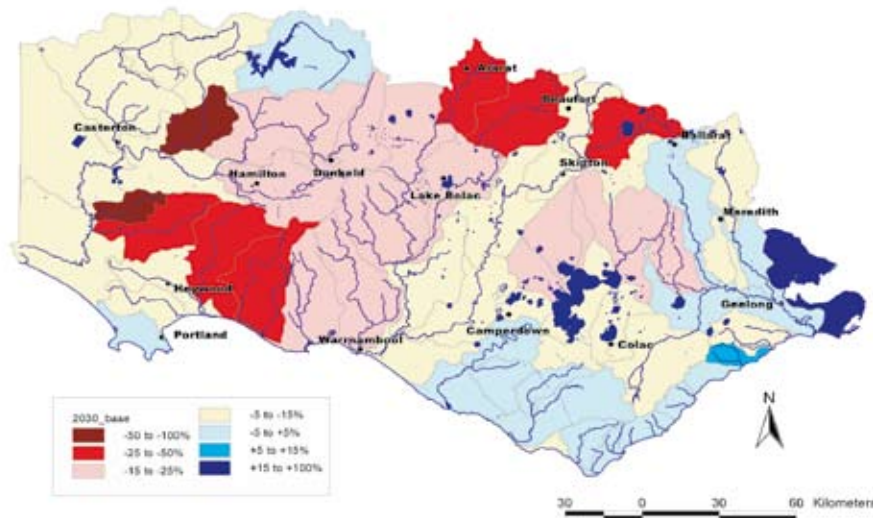 Ararat
Beaufort
Casterton
Ballarat
Hamilton
Dunkeld
Skipton
Lake Bolac
Meredith
Heywood
Geelong
Portland
Warrnambool
Camperdown
Colac
N
2030_base
-50 to -100%
-25 to -50%
-15 to -25%
-5 to -15%
-5 to +5%
+5 to +15%
+15 to +100%
30 0 30 60 Kilometers